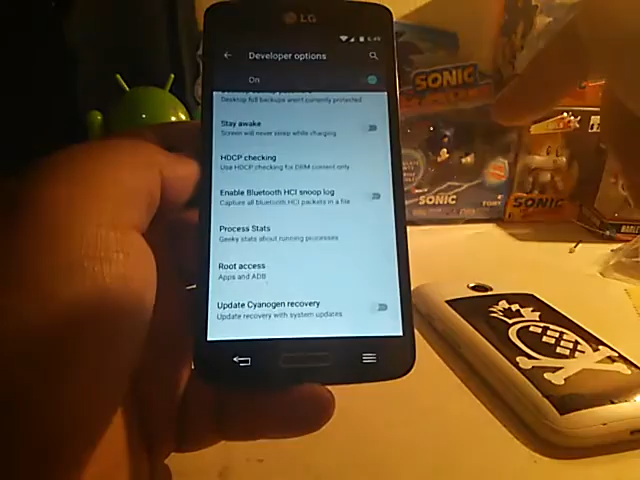 LG
6:49
Developer options
On
Desktop full backups aren't currently protected
Stay awake
Screen will never sleep while charging
HDCP checking
Use HDCP checking for DRM content only
Enable Bluetooth HCI snoop log
Capture all bluetooth HCI packets in a file
Process Stats
Geeky stats about running processes
Root access
Apps and ADB
Update Cyanogen recovery
Update recovery with system updates
SONIC
SONIC
TOMY
SONIC